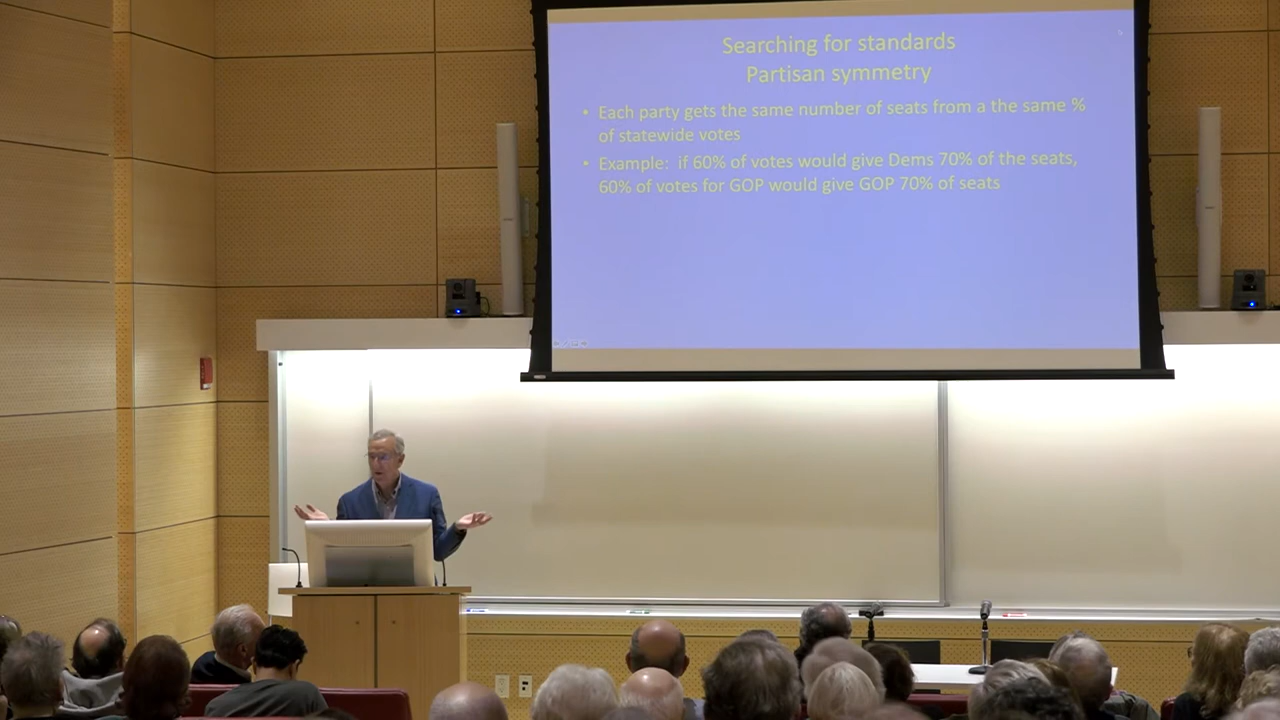 Searching for standards
Partisan symmetry
• Each party gets the same number of seats from a the same %
of statewide votes
• Example:  if 60% of votes would give Dems 70% of the seats,
60% of votes for GOP would give GOP 70% of seats